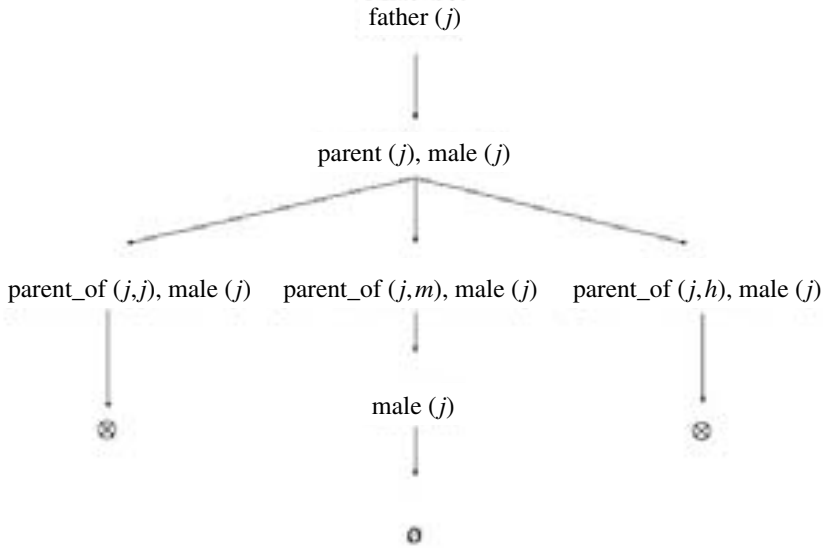 father (j)
parent (j), male (j)
parent_of (j,j), male (j) parent_of (j,m), male (j) parent_of (j,h), male (j)
male (j)
⊗ ⊗
o